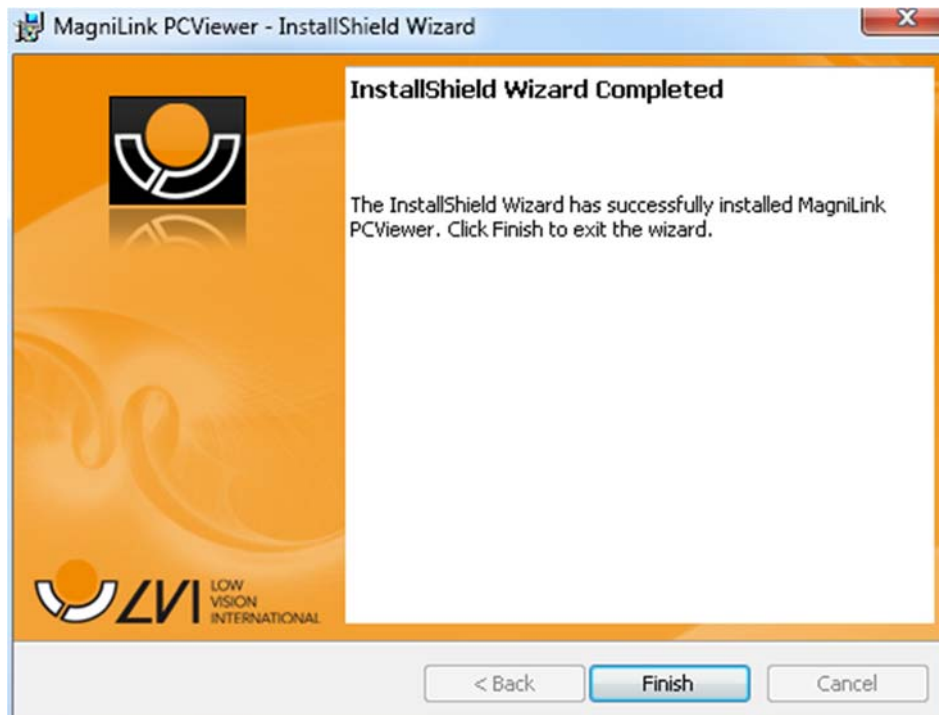 MagniLink PCViewer - InstallShield Wizard
InstallShield Wizard Completed
The InstallShield Wizard has successfully installed MagniLink
PCViewer. Click Finish to exit the wizard.
LVI
LOW
VISION
INTERNATIONAL
< Back
Finish
Cancel